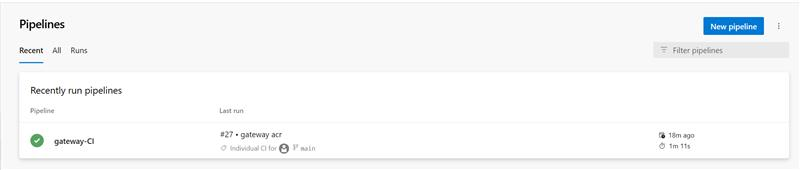 Pipelines
New pipeline
Recent All Runs
Filter pipelines
Recently run pipelines
Pipeline Last run
gateway-CI
#27 • gateway acr
Individual CI for main
18m ago
1m 11s